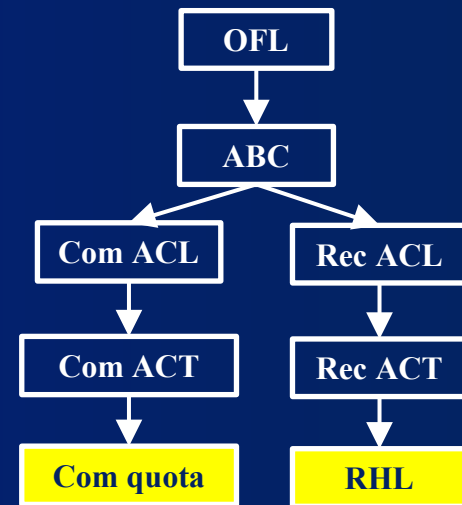 OFL
ABC
Com ACL
Rec ACL
Com ACT
Rec ACT
Com quota
RHL